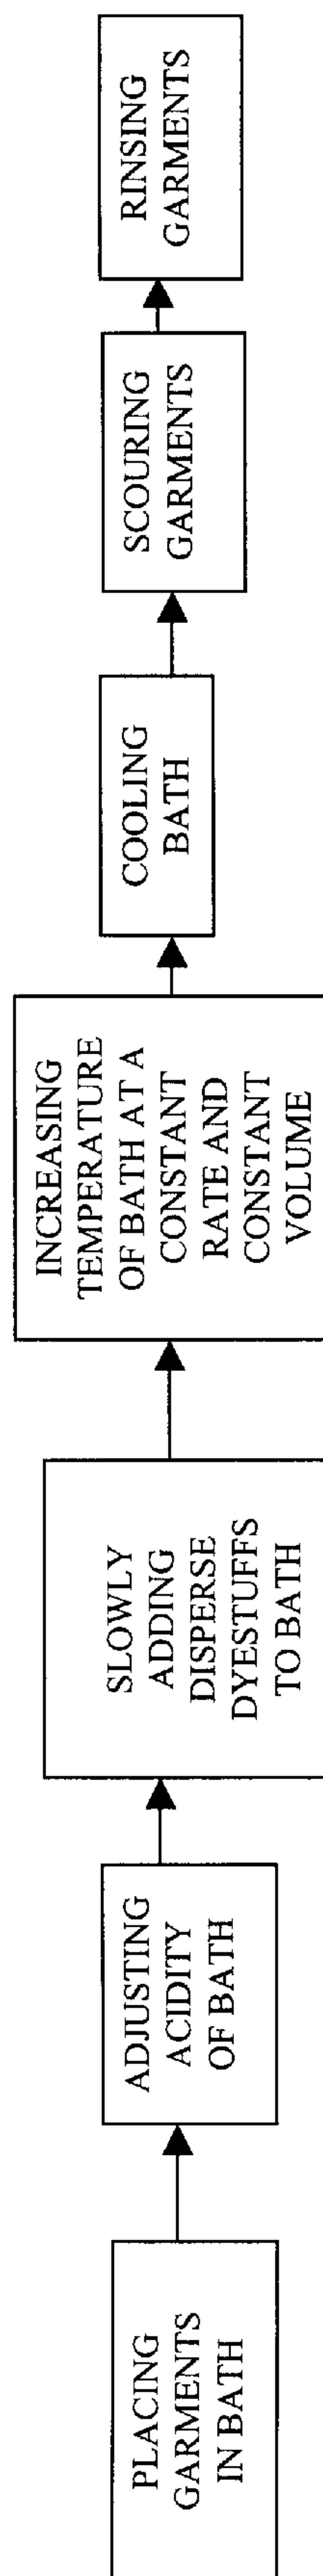 PLACING
GARMENTS
IN BATH
ADJUSTING
ACIDITY
OF BATH
SLOWLY
ADDING
DISPERSE
DYESTUFFS
TO BATH
INCREASING
TEMPERATURE
OF BATH AT A
CONSTANT
RATE AND
CONSTANT
VOLUME
COOLING
BATH
SCOURING
GARMENTS
RINSING
GARMENTS